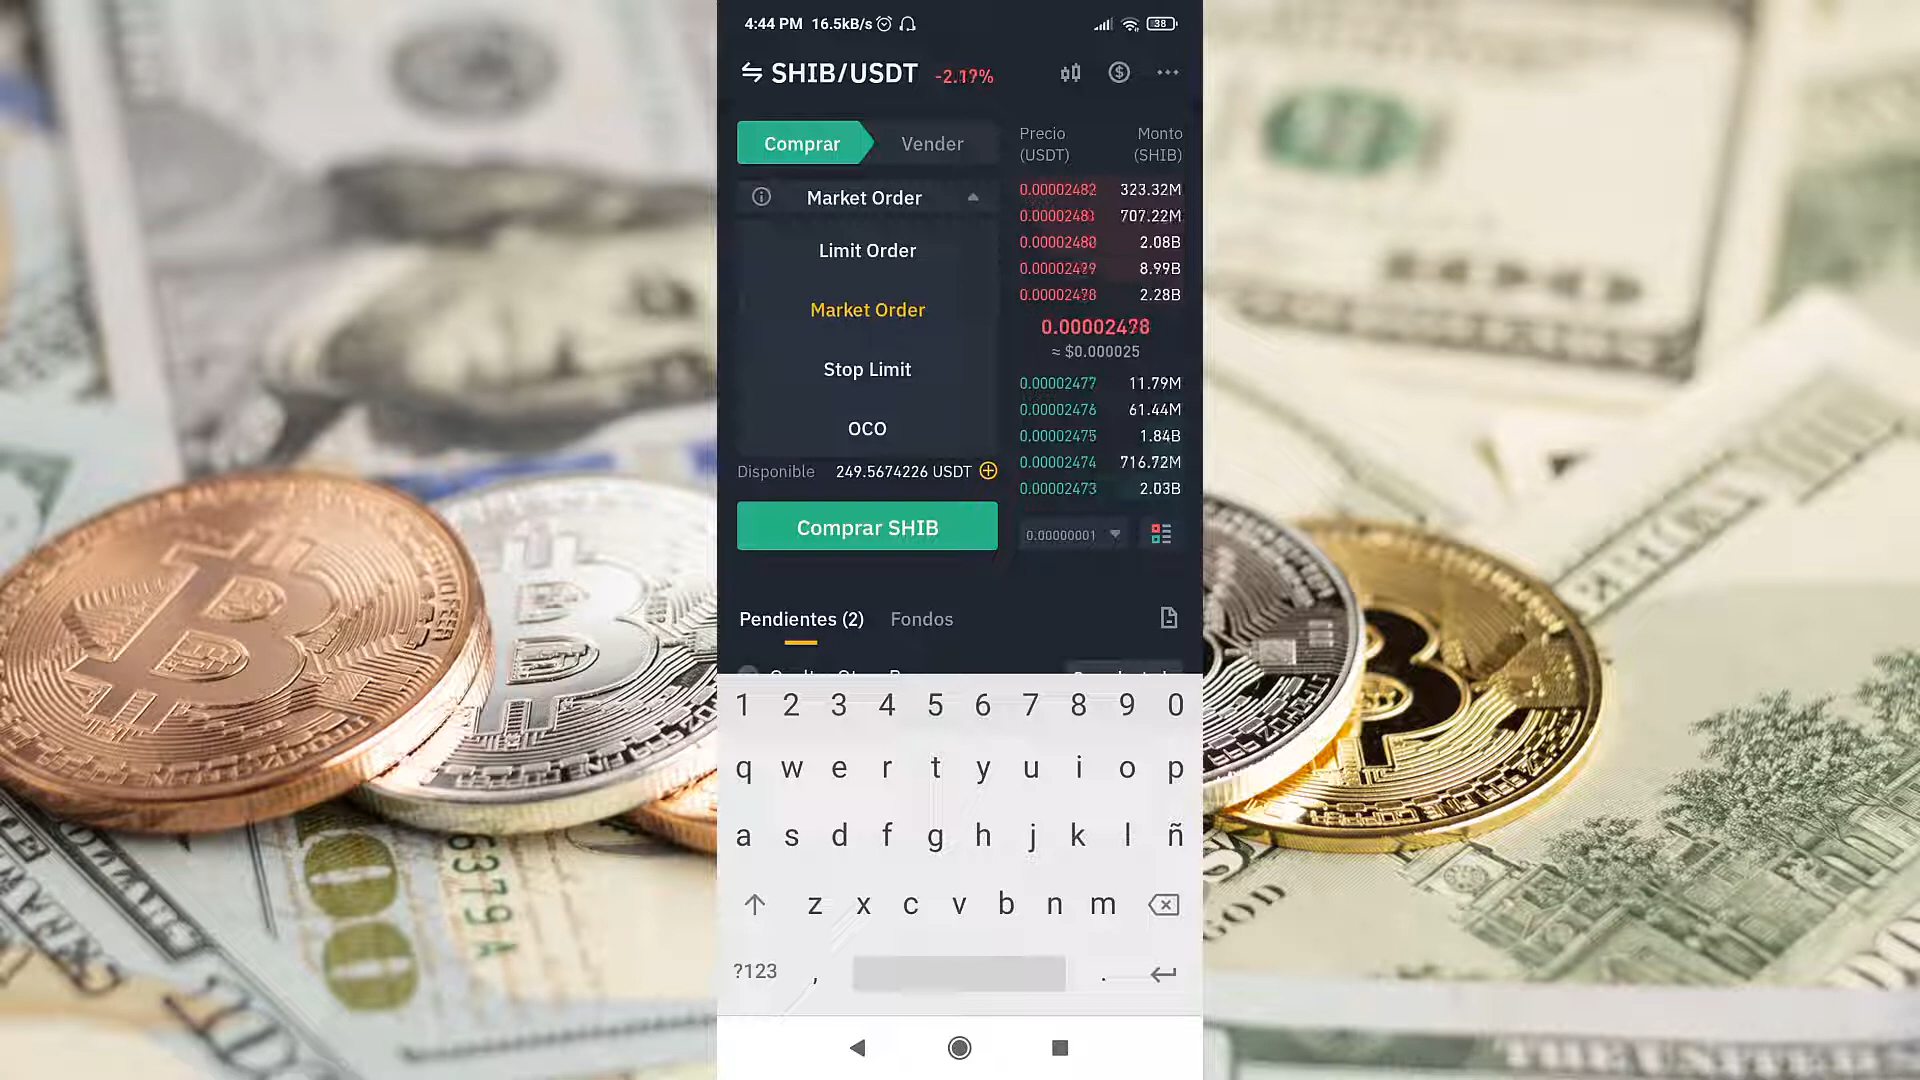 4:44 PM 16.5kB/s 38
SHIB/USDT -2.19%
Comprar Vender
Precio (USDT) Monto (SHIB)
Market Order
Limit Order
Market Order
Stop Limit
OCO
0.00002482 323.32M
0.00002481 707.22M
0.00002480 2.08B
0.00002479 8.99B
0.00002478 2.28B
0.00002478
≈ $0.000025
0.00002477 11.79M
0.00002476 61.44M
0.00002475 1.84B
0.00002474 716.72M
0.00002473 2.03B
Disponible 249.5674226 USDT
Comprar SHIB
0.00000001
Pendientes (2) Fondos
1 2 3 4 5 6 7 8 9 0
q w e r t y u i o p
a s d f g h j k l ñ
z x c v b n m
?123 , .
6379A
GOD